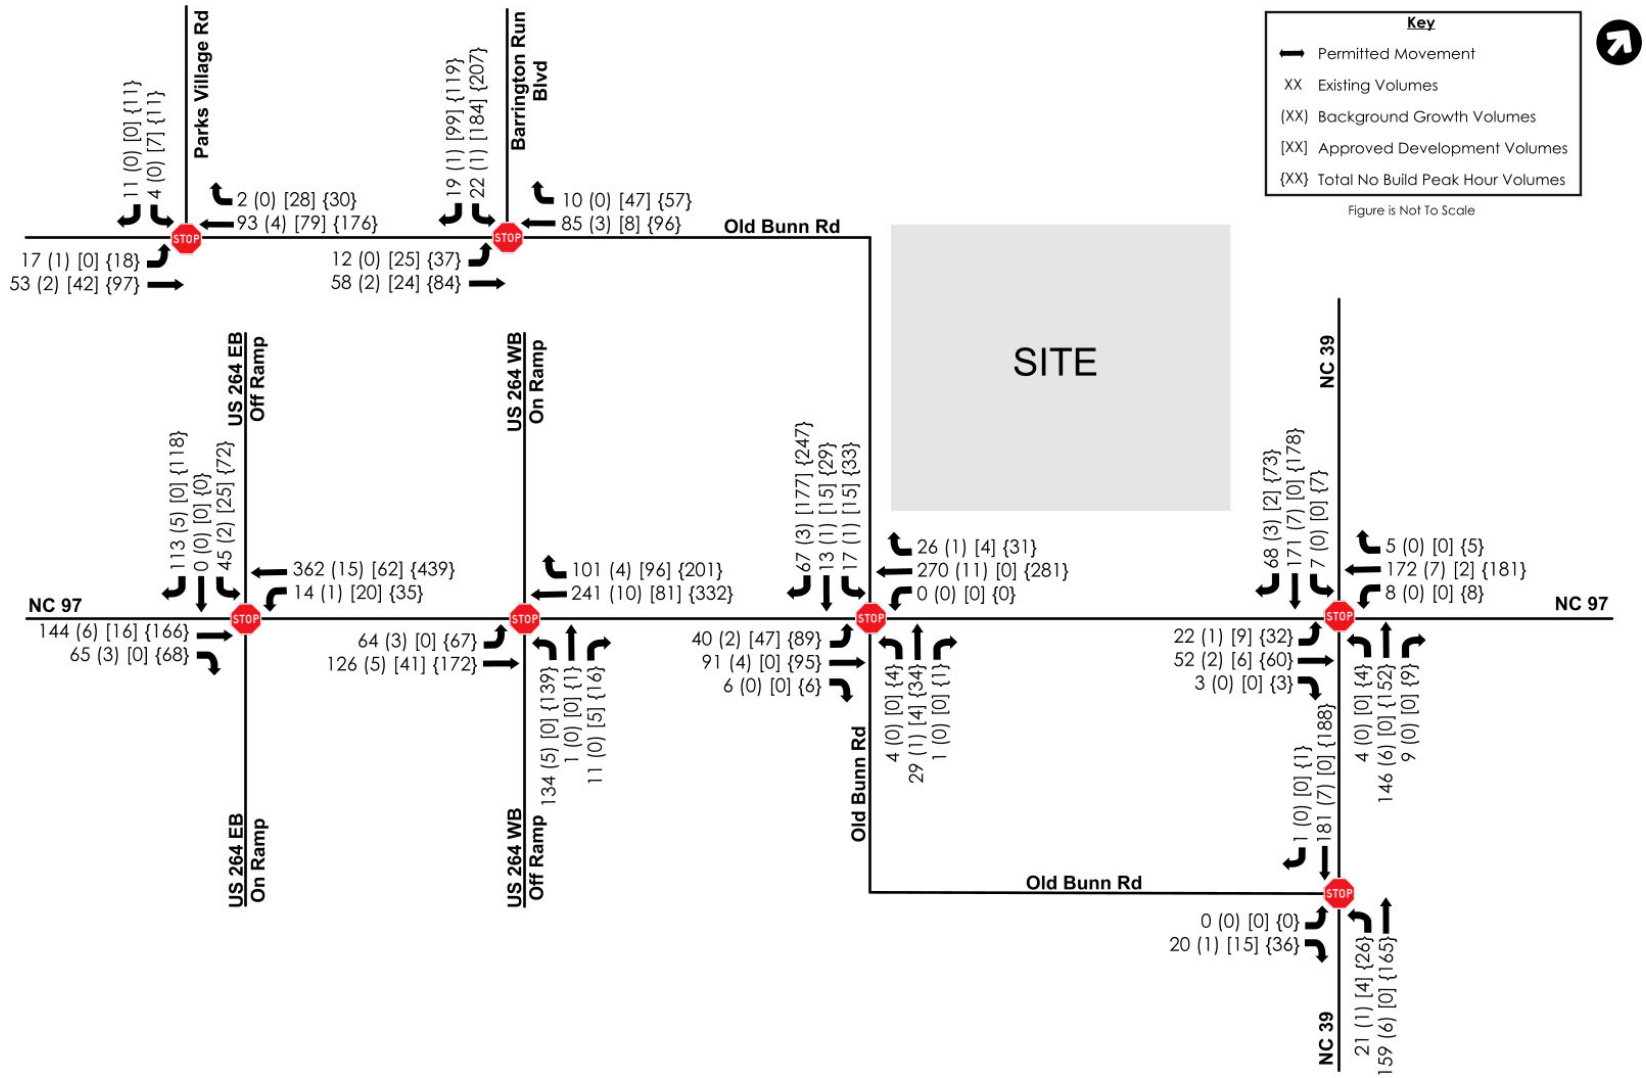 Key
Permitted Movement
XX Existing Volumes
(XX) Background Growth Volumes
[XX] Approved Development Volumes
{XX} Total No Build Peak Hour Volumes
Figure is Not To Scale
Parks Village Rd
11 (0) [0] {11}
4 (0) [7] {11}
2 (0) [28] {30}
93 (4) [79] {176}
STOP
17 (1) [0] {18}
53 (2) [42] {97}
Barrington Run
Blvd
19 (1) [99] {119}
22 (1) [184] {207}
10 (0) [47] {57}
85 (3) [8] {96}
STOP
12 (0) [25] {37}
58 (2) [24] {84}
Old Bunn Rd
SITE
US 264 EB
Off Ramp
113 (5) [0] {118}
0 (0) [0] {0}
45 (2) [25] {72}
362 (15) [62] {439}
14 (1) [20] {35}
NC 97
STOP
144 (6) [16] {166}
65 (3) [0] {68}
US 264 EB
On Ramp
US 264 WB
On Ramp
101 (4) [96] {201}
241 (10) [81] {332}
STOP
64 (3) [0] {67}
126 (5) [41] {172}
134 (5) [0] {139}
1 (0) [0] {1}
11 (0) [5] {16}
US 264 WB
Off Ramp
67 (3) [177] {247}
13 (1) [15] {29}
17 (1) [15] {33}
26 (1) [4] {31}
270 (11) [0] {281}
0 (0) [0] {0}
STOP
40 (2) [47] {89}
91 (4) [0] {95}
6 (0) [0] {6}
4 (0) [0] {4}
29 (1) [4] {34}
1 (0) [0] {1}
Old Bunn Rd
NC 39
68 (3) [2] {73}
171 (7) [0] {178}
7 (0) [0] {7}
5 (0) [0] {5}
172 (7) [2] {181}
8 (0) [0] {8}
NC 97
STOP
22 (1) [9] {32}
52 (2) [6] {60}
3 (0) [0] {3}
4 (0) [0] {4}
146 (6) [0] {152}
9 (0) [0] {9}
1 (0) [0] {1}
181 (7) [0] {188}
Old Bunn Rd
STOP
0 (0) [0] {0}
20 (1) [15] {36}
21 (1) [4] {26}
159 (6) [0] {165}
NC 39